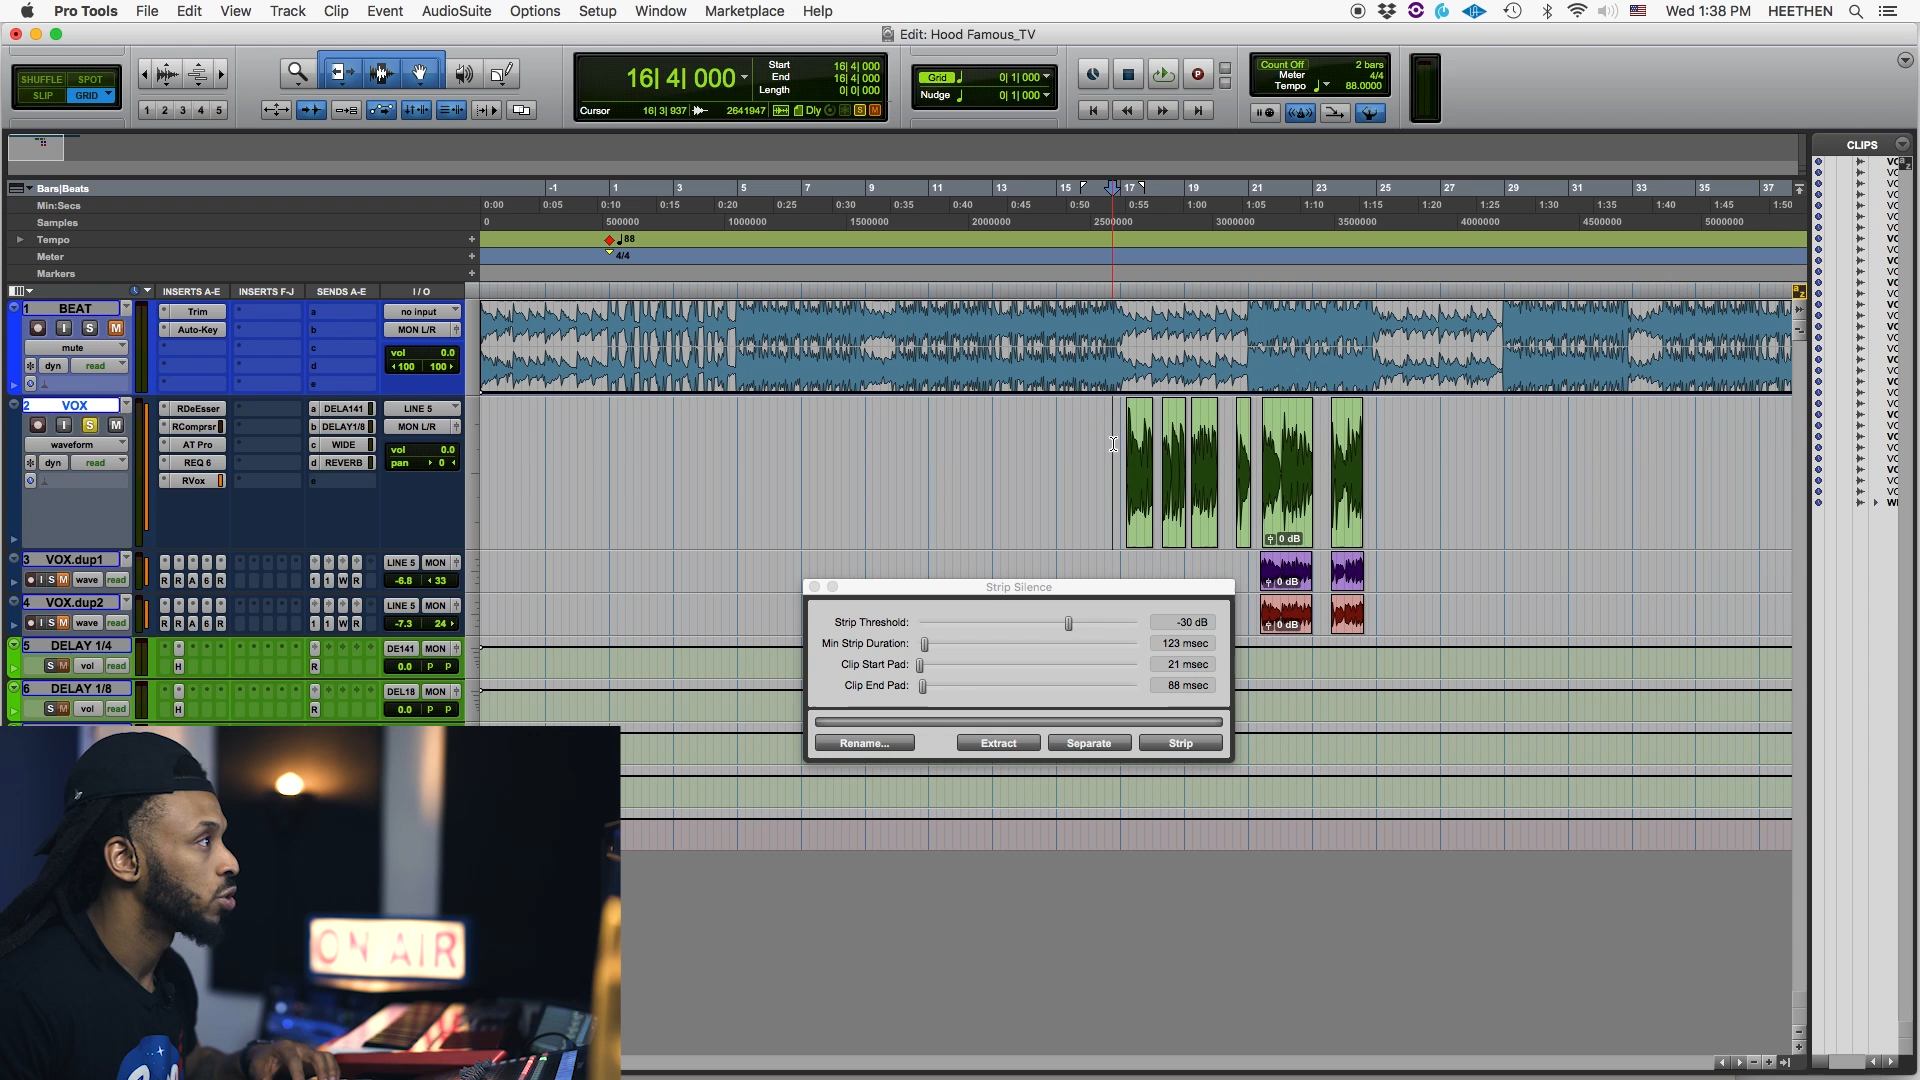 Pro Tools File Edit View Track Clip Event AudioSuite Options Setup Window Marketplace Help Wed 1:38 PM HEETHEN
Edit: Hood Famous_TV
SHUFFLE SPOT
SLIP GRID
1 2 3 4 5
16| 4| 000
Start 16| 4| 000
End 16| 4| 000
Length 0| 0| 000
Cursor 16| 3| 937 2641947 Dly S M
Grid 0| 1| 000
Nudge 0| 1| 000
Count Off 2 bars
Meter 4/4
Tempo 88.0000
CLIPS
Bars|Beats -1 1 3 5 7 9 11 13 15 17 19 21 23 25 27 29 31 33 35 37
Min:Secs 0:00 0:05 0:10 0:15 0:20 0:25 0:30 0:35 0:40 0:45 0:50 0:55 1:00 1:05 1:10 1:15 1:20 1:25 1:30 1:35 1:40 1:45 1:50
Samples 0 500000 1000000 1500000 2000000 2500000 3000000 3500000 4000000 4500000 5000000
Tempo 88
Meter 4/4
Markers
INSERTS A-E INSERTS F-J SENDS A-E I / O
1 BEAT Trim a no input
I S M Auto-Key b MON L/R
mute c vol 0.0
dyn read d 100 100
e
2 VOX RDeEsser a DELA141 LINE 5
I S M RComprsr b DELAY1/8 MON L/R
waveform AT Pro c WIDE vol 0.0
dyn read REQ 6 d REVERB pan 0
RVox e
0 dB
3 VOX.dup1 LINE 5 MON
I S M wave read R R A 6 R 1 1 W R -6.8 33
0 dB
4 VOX.dup2 LINE 5 MON
I S M wave read R R A 6 R 1 1 W R -7.3 24
0 dB
5 DELAY 1/4 DE141 MON
S M vol read H R 0.0 P P
6 DELAY 1/8 DEL18 MON
S M vol read H R 0.0 P P
Strip Silence
Strip Threshold: -30 dB
Min Strip Duration: 123 msec
Clip Start Pad: 21 msec
Clip End Pad: 88 msec
Rename... Extract Separate Strip
ON AIR